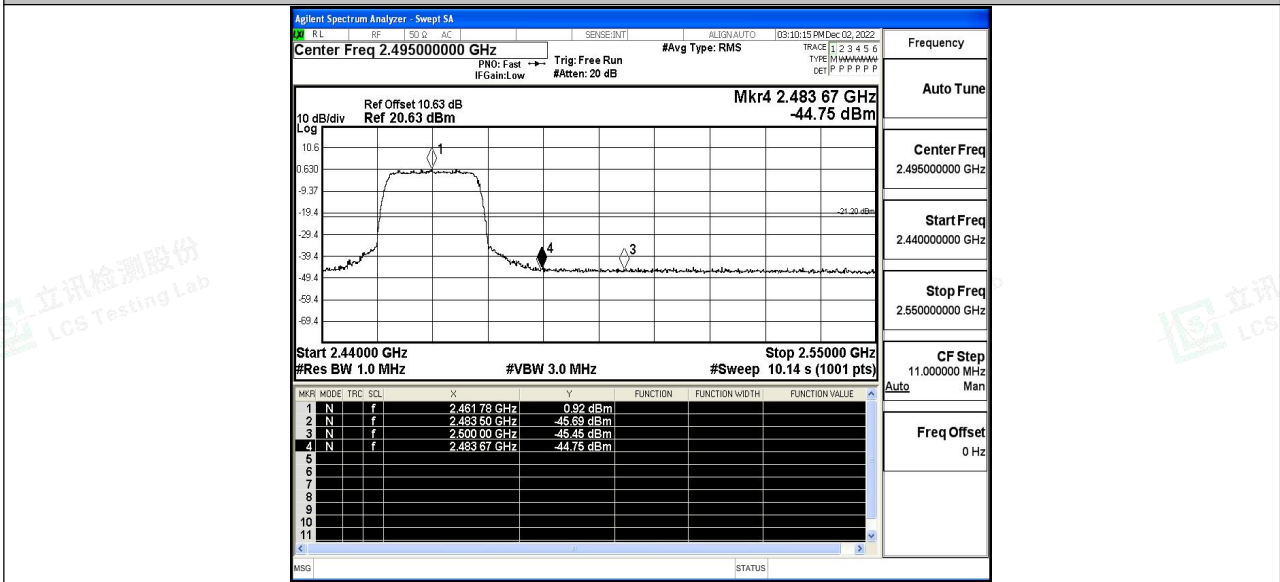 Agilent Spectrum Analyzer - Swept SA
LXI RL RF 50 Ω AC SENSE:INT ALIGN AUTO 03:10:15 PM Dec 02, 2022
Center Freq 2.495000000 GHz
PNO: Fast
IFGain:Low
Trig: Free Run
#Atten: 20 dB
#Avg Type: RMS
TRACE 1 2 3 4 5 6
TYPE M WWWWW
DET P P P P P P
Mkr4 2.483 67 GHz
-44.75 dBm
Ref Offset 10.63 dB
10 dB/div Ref 20.63 dBm
Log
10.6
0.630
-9.37
-19.4
-29.4
-39.4
-49.4
-59.4
-69.4
1
-21.20 dBm
4
3
Start 2.44000 GHz Stop 2.55000 GHz
#Res BW 1.0 MHz #VBW 3.0 MHz #Sweep 10.14 s (1001 pts)
MKR MODE TRC SCL X Y FUNCTION FUNCTION WIDTH FUNCTION VALUE
1 N f 2.461 78 GHz 0.92 dBm
2 N f 2.483 50 GHz -45.69 dBm
3 N f 2.500 00 GHz -45.45 dBm
4 N f 2.483 67 GHz -44.75 dBm
5
6
7
8
9
10
11
MSG STATUS
Frequency
Auto Tune
Center Freq
2.495000000 GHz
Start Freq
2.440000000 GHz
Stop Freq
2.550000000 GHz
CF Step
11.000000 MHz
Auto Man
Freq Offset
0 Hz
立讯检测股份
LCS Testing Lab
立讯
LCS